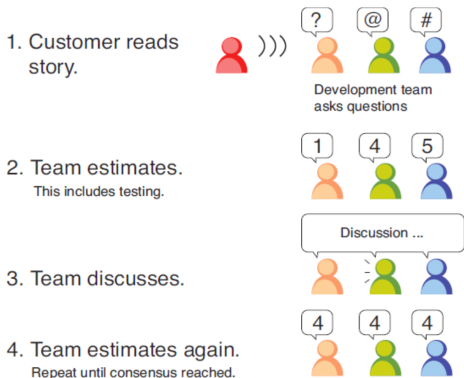 1. Customer reads
story.
)))
?
@
#
Development team
asks questions
2. Team estimates.
This includes testing.
1
4
5
3. Team discusses.
Discussion ...
4. Team estimates again.
Repeat until consensus reached.
4
4
4